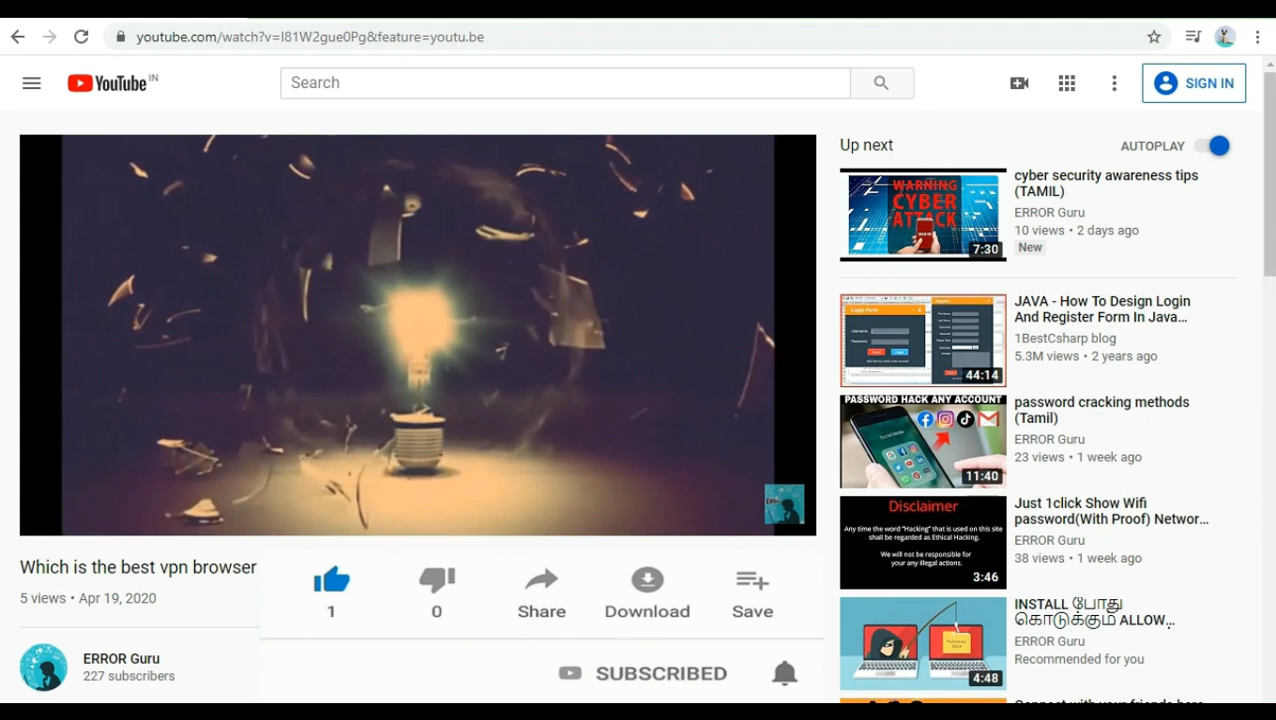 youtube.com/watch?v=I81W2gue0Pg&feature=youtu.be
YouTube IN
Search
SIGN IN
Up next
AUTOPLAY
WARNING
CYBER
ATTACK
7:30
cyber security awareness tips
(TAMIL)
ERROR Guru
10 views • 2 days ago
New
Login Form
Register
44:14
JAVA - How To Design Login
And Register Form In Java...
1BestCsharp blog
5.3M views • 2 years ago
PASSWORD HACK ANY ACCOUNT
Social Media
11:40
password cracking methods
(Tamil)
ERROR Guru
23 views • 1 week ago
Disclaimer
Any time the word "Hacking" that is used on this site
shall be regarded as Ethical Hacking.
We will not be responsible for
your any illegal actions.
3:46
Just 1click Show Wifi
password(With Proof) Networ...
ERROR Guru
38 views • 1 week ago
4:48
INSTALL போது
கொடுக்கும் ALLOW...
ERROR Guru
Recommended for you
Which is the best vpn browser
5 views • Apr 19, 2020
1
0
Share
Download
Save
ERROR Guru
227 subscribers
SUBSCRIBED